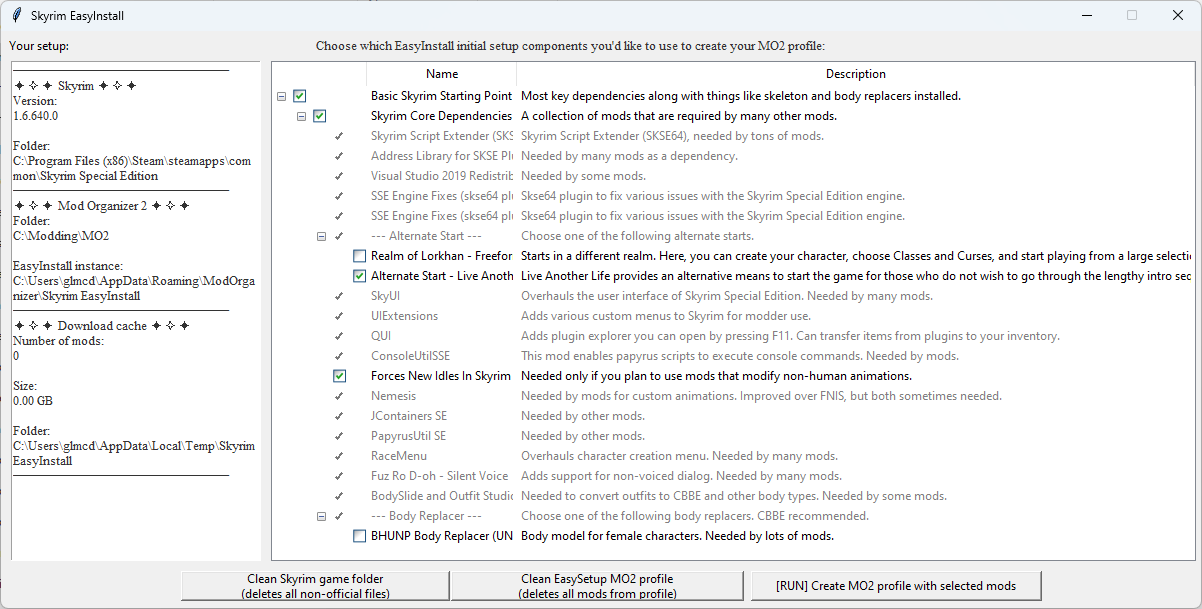 Skyrim EasyInstall
Your setup:
Choose which EasyInstall initial setup components you'd like to use to create your MO2 profile:
✦ ✧ ✦ Skyrim ✦ ✧ ✦
Version:
1.6.640.0
Folder:
C:\Program Files (x86)\Steam\steamapps\com
mon\Skyrim Special Edition
✦ ✧ ✦ Mod Organizer 2 ✦ ✧ ✦
Folder:
C:\Modding\MO2
EasyInstall instance:
C:\Users\glmcd\AppData\Roaming\ModOrga
nizer\Skyrim EasyInstall
✦ ✧ ✦ Download cache ✦ ✧ ✦
Number of mods:
0
Size:
0.00 GB
Folder:
C:\Users\glmcd\AppData\Local\Temp\Skyrim
EasyInstall
Name Description
Basic Skyrim Starting Point Most key dependencies along with things like skeleton and body replacers installed.
Skyrim Core Dependencies A collection of mods that are required by many other mods.
Skyrim Script Extender (SKS Skyrim Script Extender (SKSE64), needed by tons of mods.
Address Library for SKSE Plu Needed by many mods as a dependency.
Visual Studio 2019 Redistrib Needed by some mods.
SSE Engine Fixes (skse64 plu Skse64 plugin to fix various issues with the Skyrim Special Edition engine.
SSE Engine Fixes (skse64 plu Skse64 plugin to fix various issues with the Skyrim Special Edition engine.
--- Alternate Start --- Choose one of the following alternate starts.
Realm of Lorkhan - Freefor Starts in a different realm. Here, you can create your character, choose Classes and Curses, and start playing from a large selecti
Alternate Start - Live Anoth Live Another Life provides an alternative means to start the game for those who do not wish to go through the lengthy intro sec
SkyUI Overhauls the user interface of Skyrim Special Edition. Needed by many mods.
UIExtensions Adds various custom menus to Skyrim for modder use.
QUI Adds plugin explorer you can open by pressing F11. Can transfer items from plugins to your inventory.
ConsoleUtilSSE This mod enables papyrus scripts to execute console commands. Needed by mods.
Forces New Idles In Skyrim Needed only if you plan to use mods that modify non-human animations.
Nemesis Needed by mods for custom animations. Improved over FNIS, but both sometimes needed.
JContainers SE Needed by other mods.
PapyrusUtil SE Needed by other mods.
RaceMenu Overhauls character creation menu. Needed by many mods.
Fuz Ro D-oh - Silent Voice Adds support for non-voiced dialog. Needed by many mods.
BodySlide and Outfit Studio Needed to convert outfits to CBBE and other body types. Needed by some mods.
--- Body Replacer --- Choose one of the following body replacers. CBBE recommended.
BHUNP Body Replacer (UN Body model for female characters. Needed by lots of mods.
Clean Skyrim game folder
(deletes all non-official files)
Clean EasySetup MO2 profile
(deletes all mods from profile)
[RUN] Create MO2 profile with selected mods